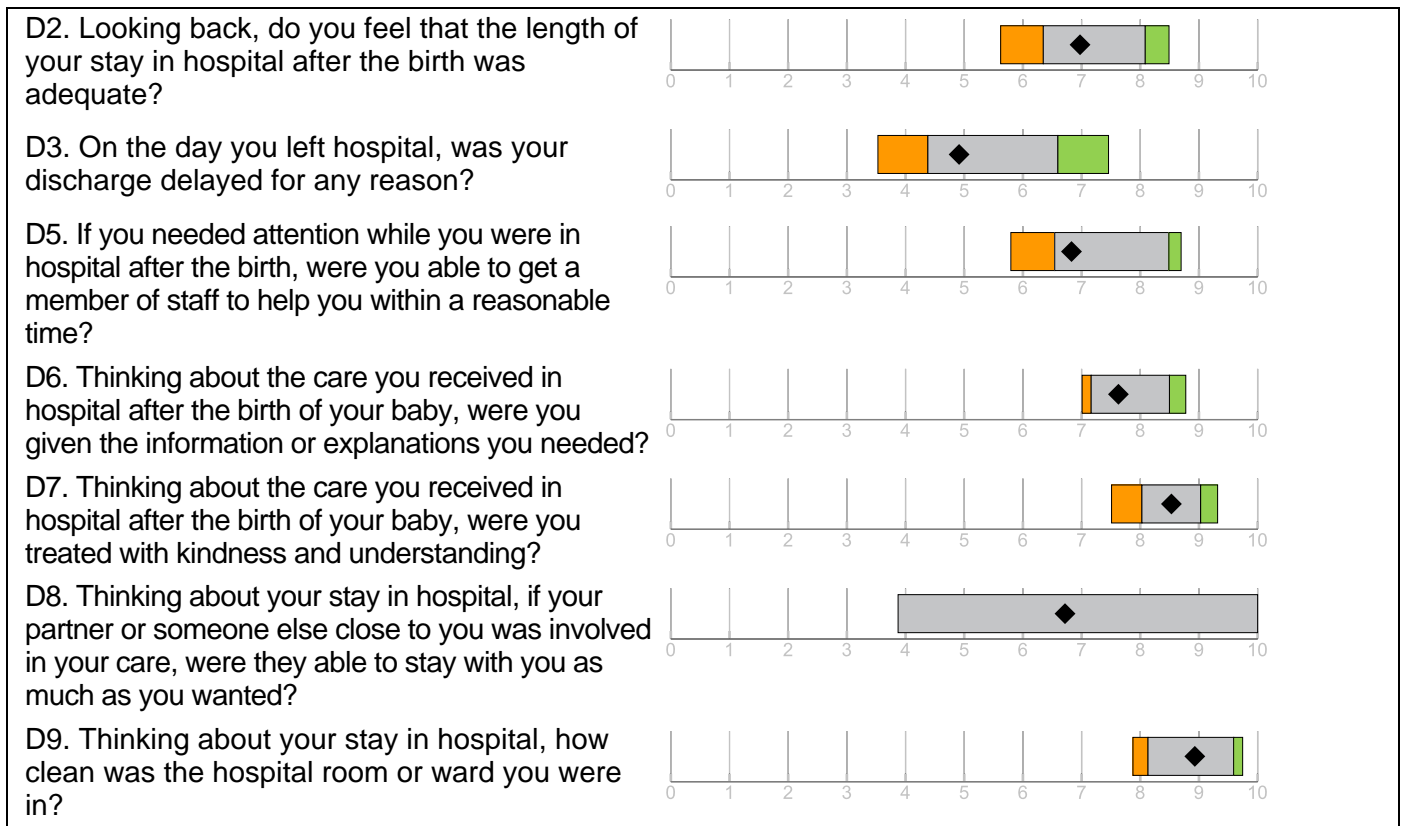 D2. Looking back, do you feel that the length of
your stay in hospital after the birth was
adequate?
0 1 2 3 4 5 6 7 8 9 10
D3. On the day you left hospital, was your
discharge delayed for any reason?
0 1 2 3 4 5 6 7 8 9 10
D5. If you needed attention while you were in
hospital after the birth, were you able to get a
member of staff to help you within a reasonable
time?
0 1 2 3 4 5 6 7 8 9 10
D6. Thinking about the care you received in
hospital after the birth of your baby, were you
given the information or explanations you needed?
0 1 2 3 4 5 6 7 8 9 10
D7. Thinking about the care you received in
hospital after the birth of your baby, were you
treated with kindness and understanding?
0 1 2 3 4 5 6 7 8 9 10
D8. Thinking about your stay in hospital, if your
partner or someone else close to you was involved
in your care, were they able to stay with you as
much as you wanted?
0 1 2 3 4 5 6 7 8 9 10
D9. Thinking about your stay in hospital, how
clean was the hospital room or ward you were
in?
0 1 2 3 4 5 6 7 8 9 10